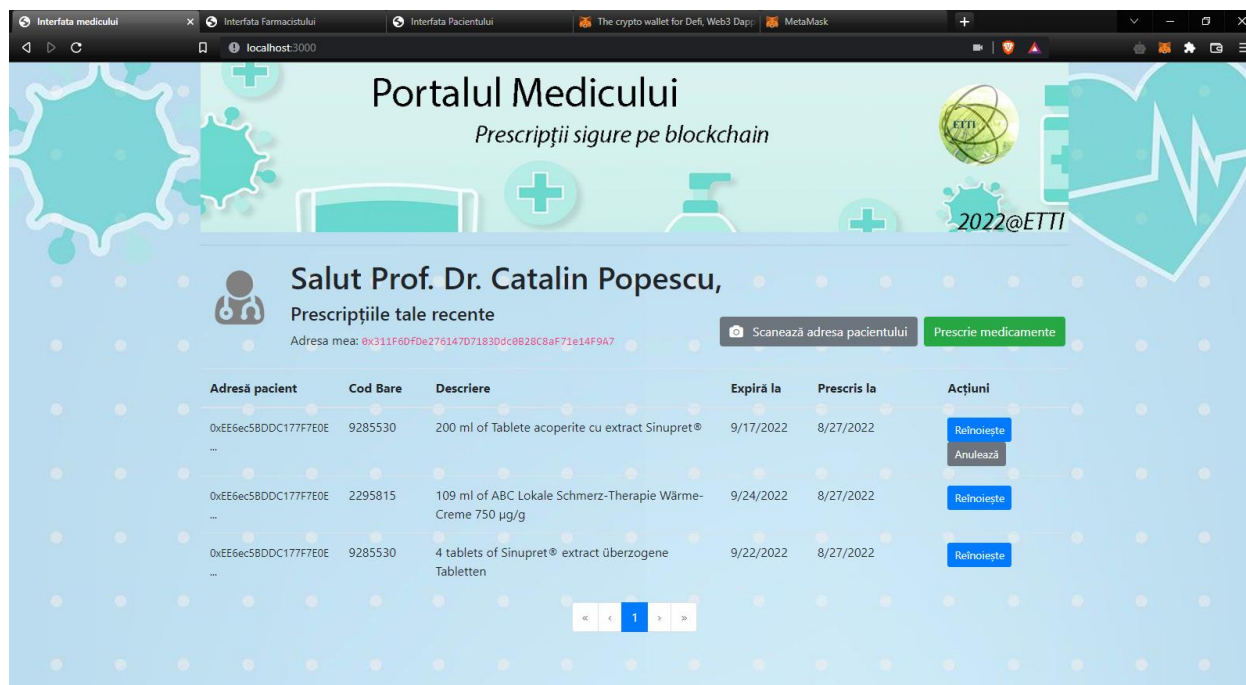 Interfata medicului
Interfata Farmacistului
Interfata Pacientului
The crypto wallet for Defi, Web3 Dapp
MetaMask
localhost:3000
Portalul Medicului
Prescripții sigure pe blockchain
ETTI
2022@ETTI
Salut Prof. Dr. Catalin Popescu,
Prescripțiile tale recente
Adresa mea: 0x311F6DfDe276147D7183Ddc0B28C8aF71e14F9A7
Scanează adresa pacientului
Prescrie medicamente
Adresă pacient Cod Bare Descriere Expiră la Prescris la Acțiuni
0xEE6ec5BDDC177F7E0E 9285530 200 ml of Tablete acoperite cu extract Sinupret® 9/17/2022 8/27/2022 Reînoiește
... Anulează
0xEE6ec5BDDC177F7E0E 2295815 109 ml of ABC Lokale Schmerz-Therapie Wärme- 9/24/2022 8/27/2022 Reînoiește
... Creme 750 µg/g
0xEE6ec5BDDC177F7E0E 9285530 4 tablets of Sinupret® extract überzogene 9/22/2022 8/27/2022 Reînoiește
... Tabletten
« ‹ 1 › »